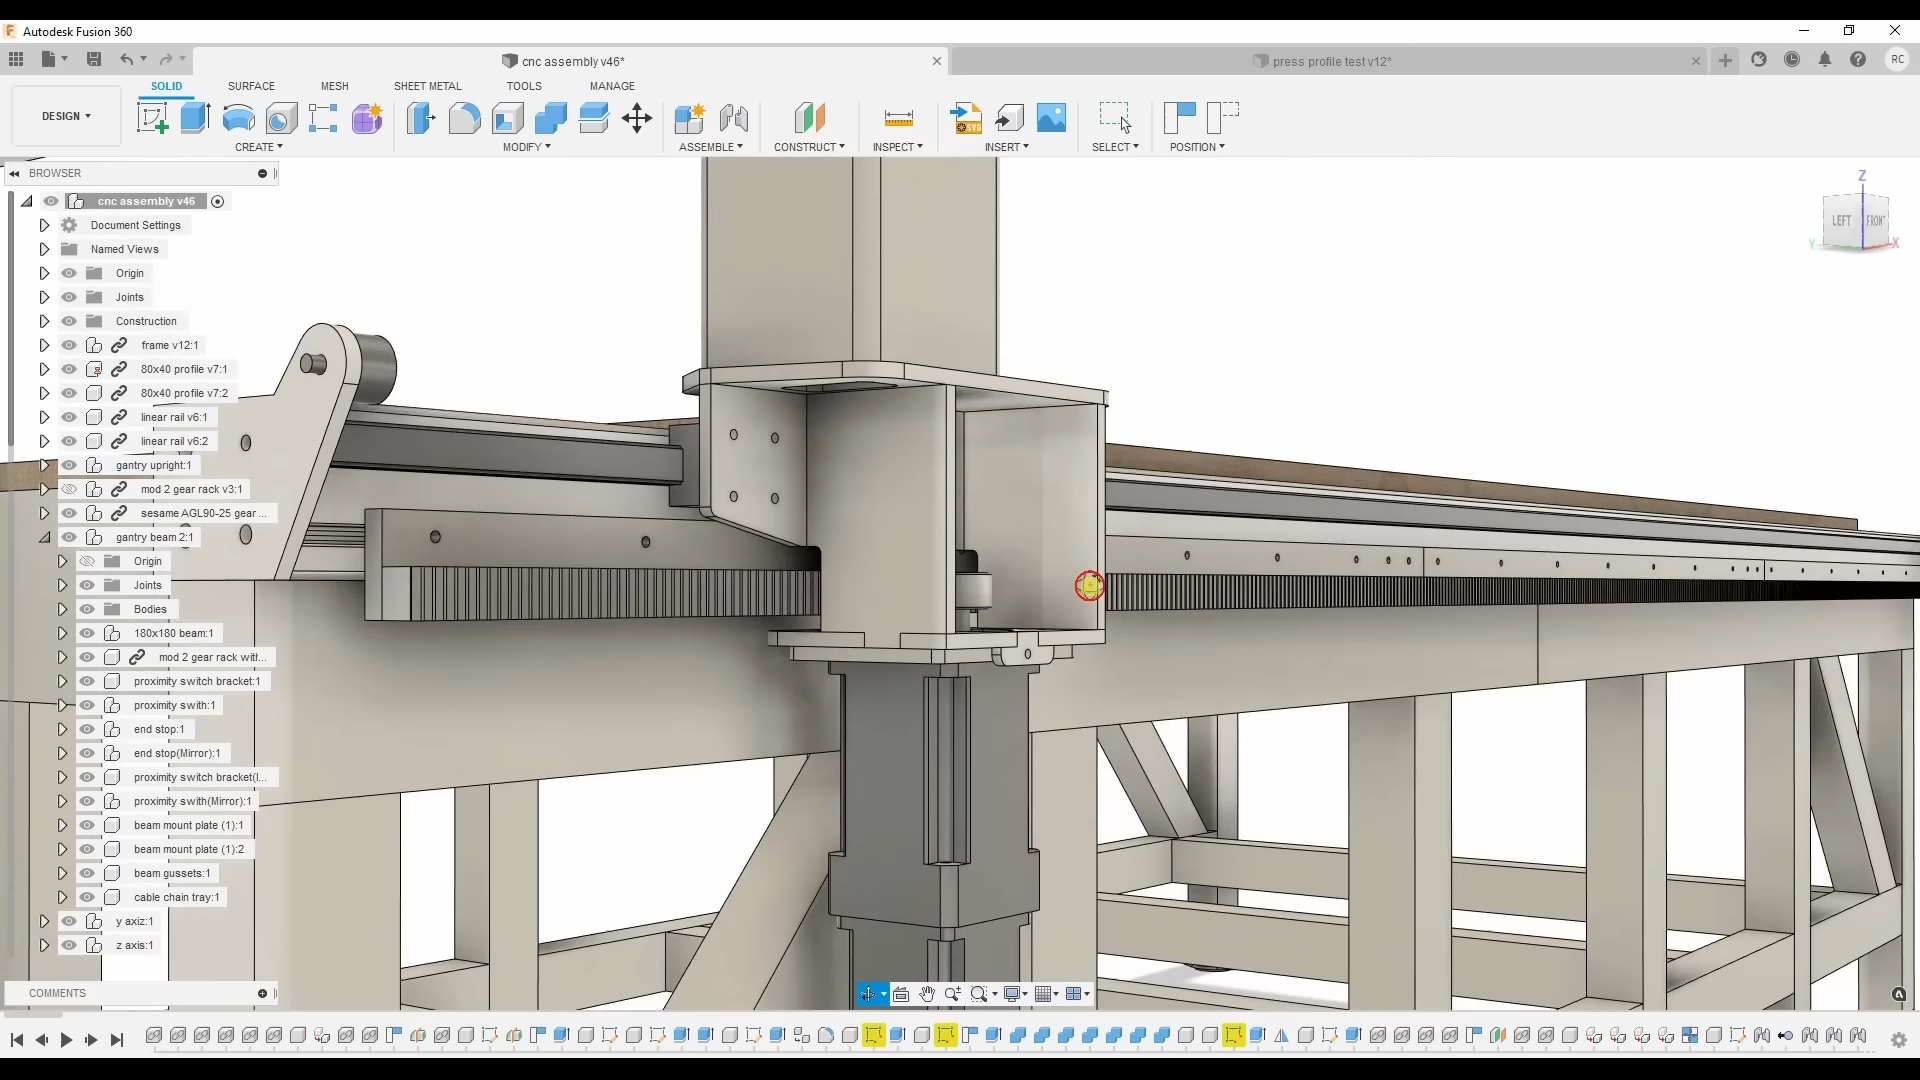 Autodesk Fusion 360
cnc assembly v46*
press profile test v12*
RC
DESIGN
SOLID
SURFACE
MESH
SHEET METAL
TOOLS
MANAGE
SVG
CREATE
MODIFY
ASSEMBLE
CONSTRUCT
INSPECT
INSERT
SELECT
POSITION
BROWSER
Z
LEFT
FRONT
Y
X
cnc assembly v46
Document Settings
Named Views
Origin
Joints
Construction
frame v12:1
80x40 profile v7:1
80x40 profile v7:2
linear rail v6:1
linear rail v6:2
gantry upright:1
mod 2 gear rack v3:1
sesame AGL90-25 gear ...
gantry beam 2:1
Origin
Joints
Bodies
180x180 beam:1
mod 2 gear rack with...
proximity switch bracket:1
proximity swith:1
end stop:1
end stop(Mirror):1
proximity switch bracket(I...
proximity swith(Mirror):1
beam mount plate (1):1
beam mount plate (1):2
beam gussets:1
cable chain tray:1
y axiz:1
z axis:1
COMMENTS